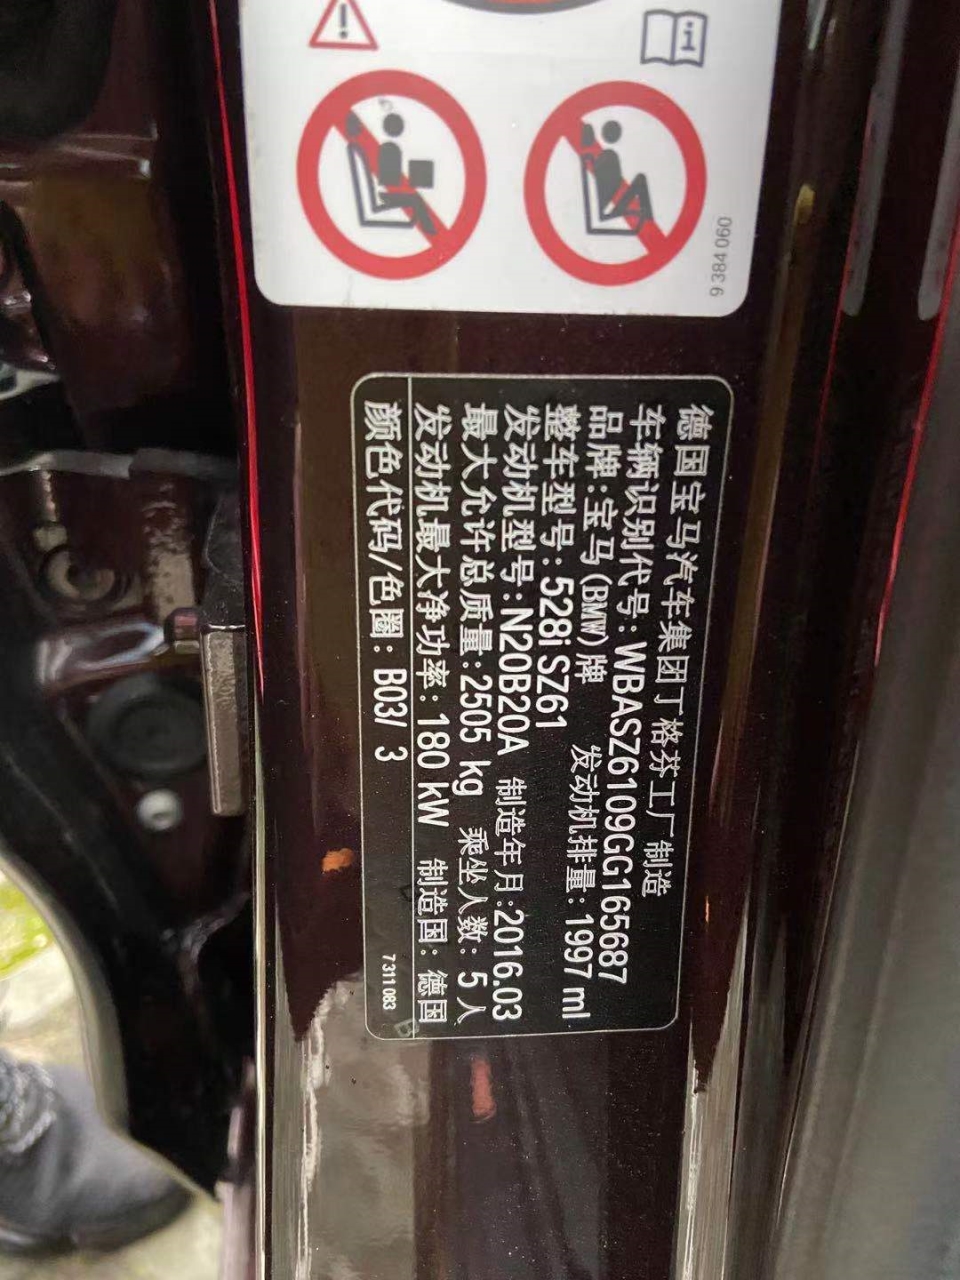 9 384 060
德国宝马汽车集团丁格芬工厂制造
车辆识别代号:WBASZ6109GG165687
品牌:宝马(BMW)牌 发动机排量:1997 ml
整车型号:528i SZ61
发动机型号:N20B20A 制造年月:2016.03
最大允许总质量:2505 kg 乘坐人数: 5 人
发动机最大净功率: 180 kW 制造国: 德国
颜色代码/色圈: B03/ 3
7311 083